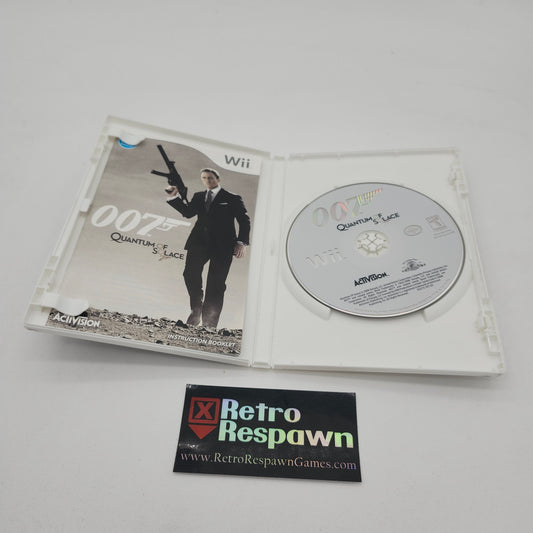 Wii
007
QUANTUM OF
SOLACE
ACTIVISION
INSTRUCTION BOOKLET
007
QUANTUM OF
SOLACE
Wii
ACTIVISION
Retro
Respawn
www.RetroRespawnGames.com